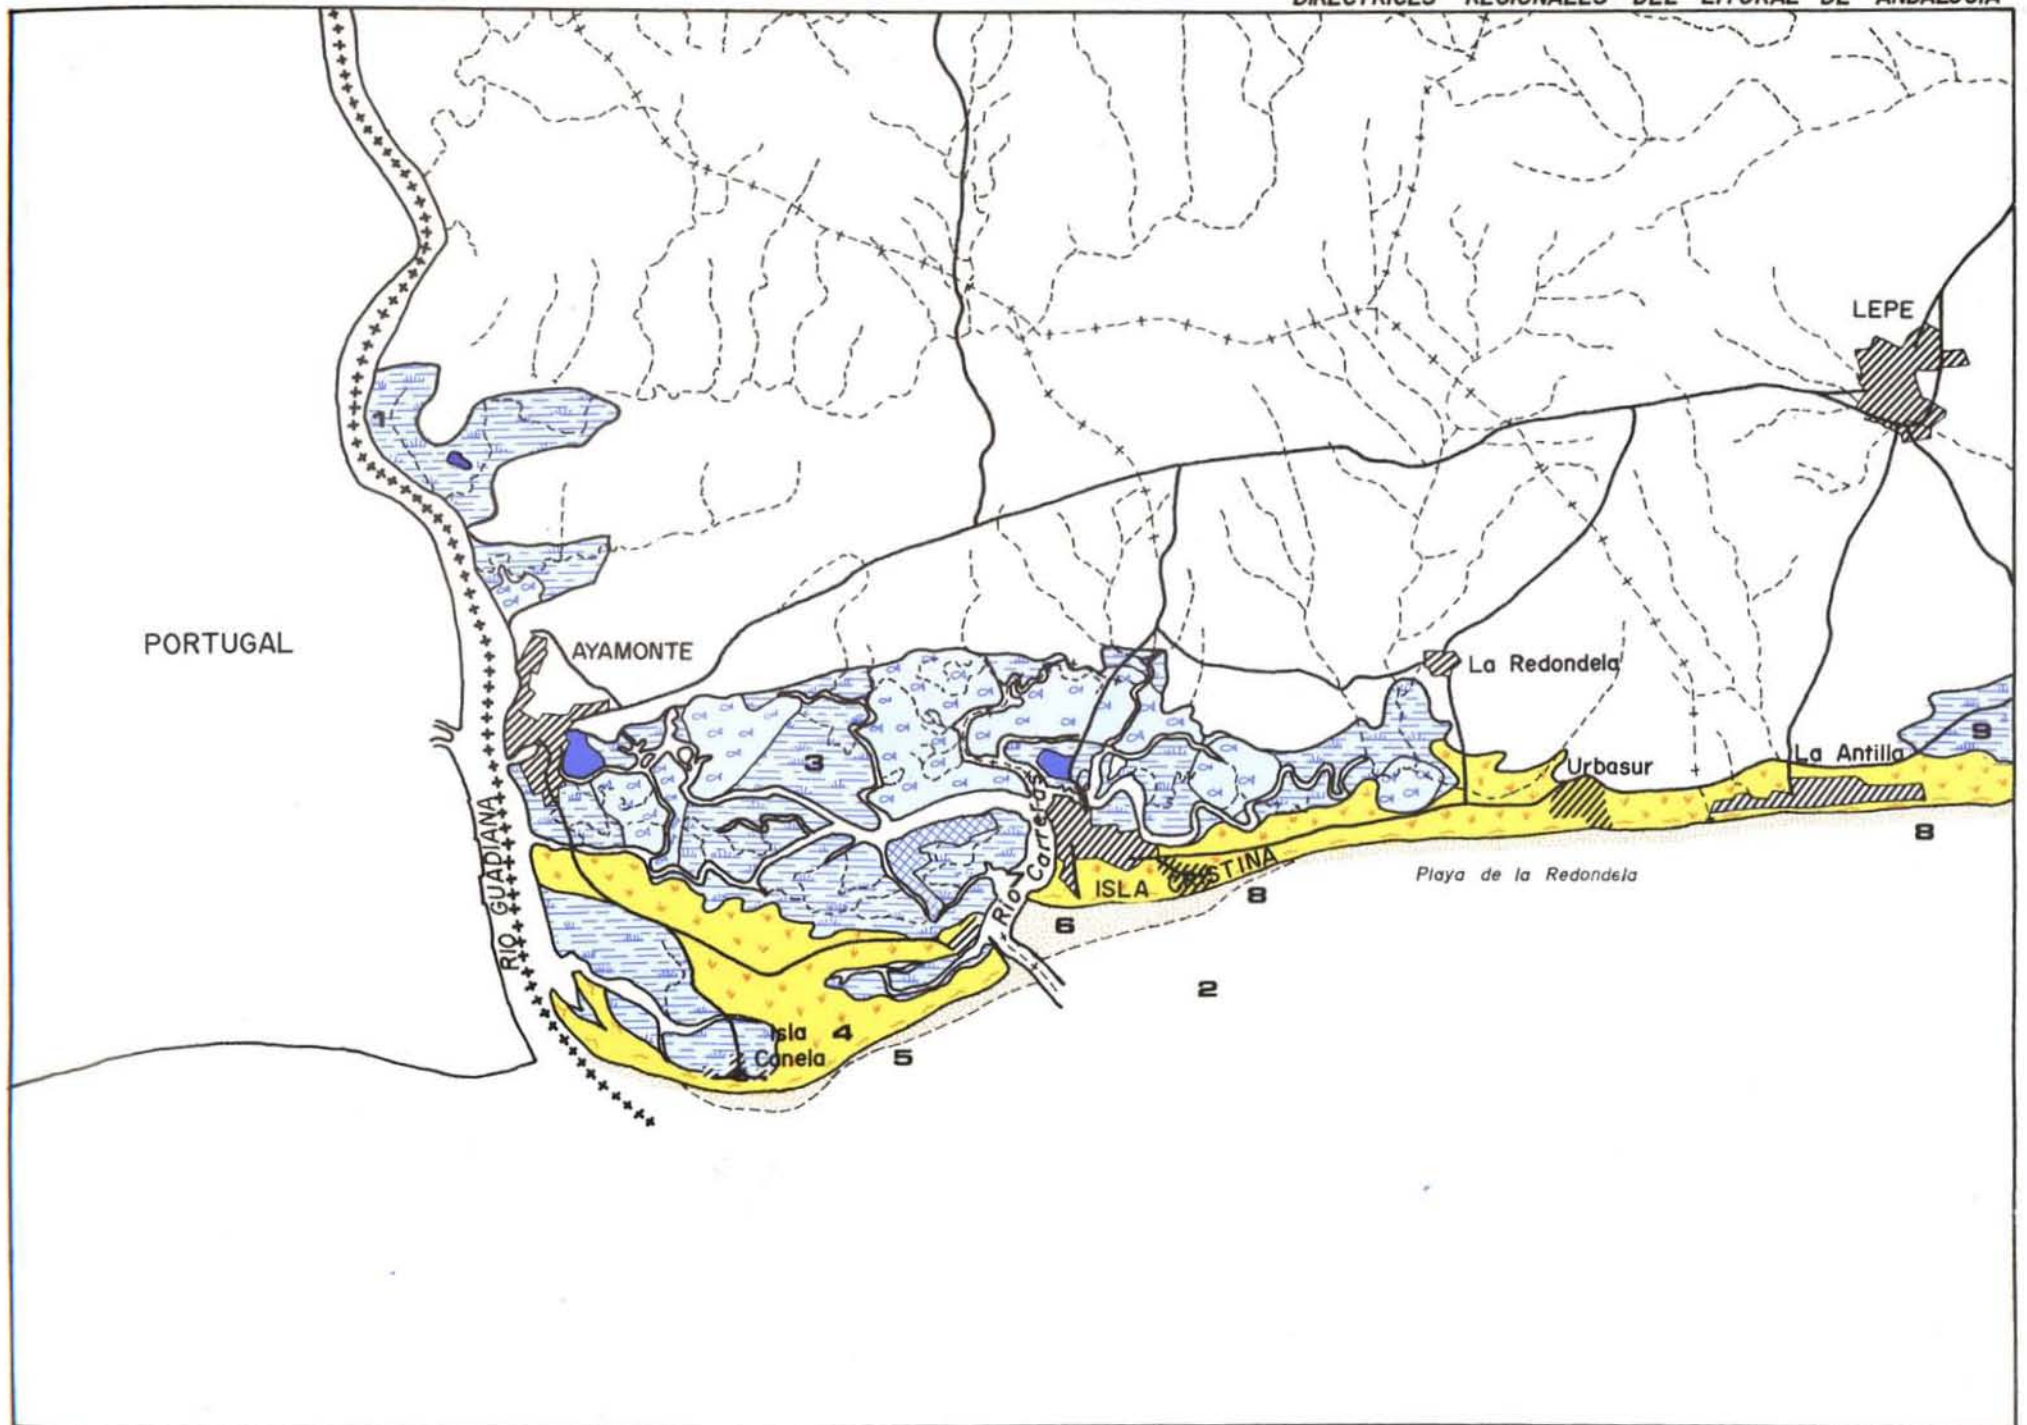 DIRECTRICES REGIONALES DEL LITORAL DE ANDALUCIA
LEPE
1
PORTUGAL
AYAMONTE
La Redondela
9
3
Urbasur
La Antilla
RIO GUADIANA
Rio Carreras
7
8
ISLA CRISTINA
Playa de la Redondela
8
6
2
Isla 4
Canela
5